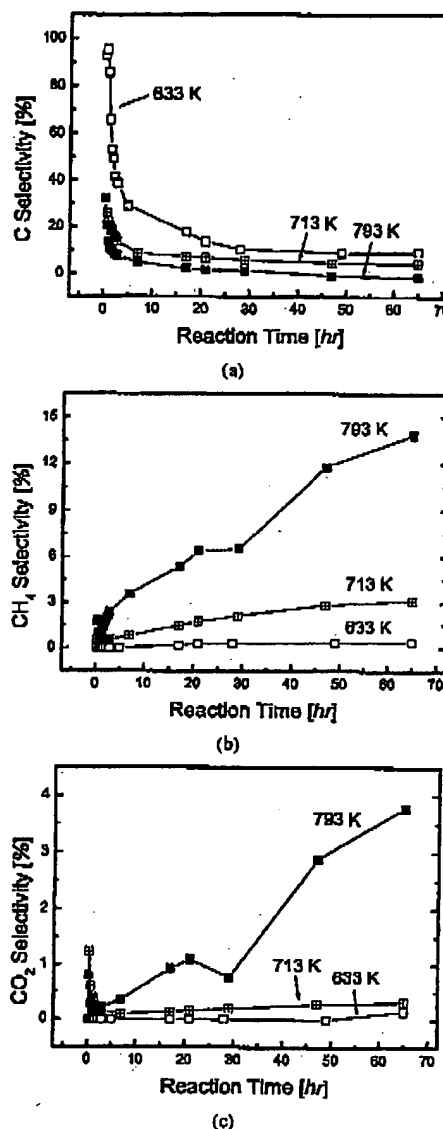 100
80
60
40
20
0
C Selectivity [%]
633 K
713 K
793 K
0 10 20 30 40 50 60 70
Reaction Time [hr]
(a)
15
12
9
6
3
0
CH4 Selectivity [%]
793 K
713 K
633 K
0 10 20 30 40 50 60 70
Reaction Time [hr]
(b)
4
3
2
1
0
CO2 Selectivity [%]
793 K
713 K
633 K
0 10 20 30 40 50 60 70
Reaction Time [hr]
(c)